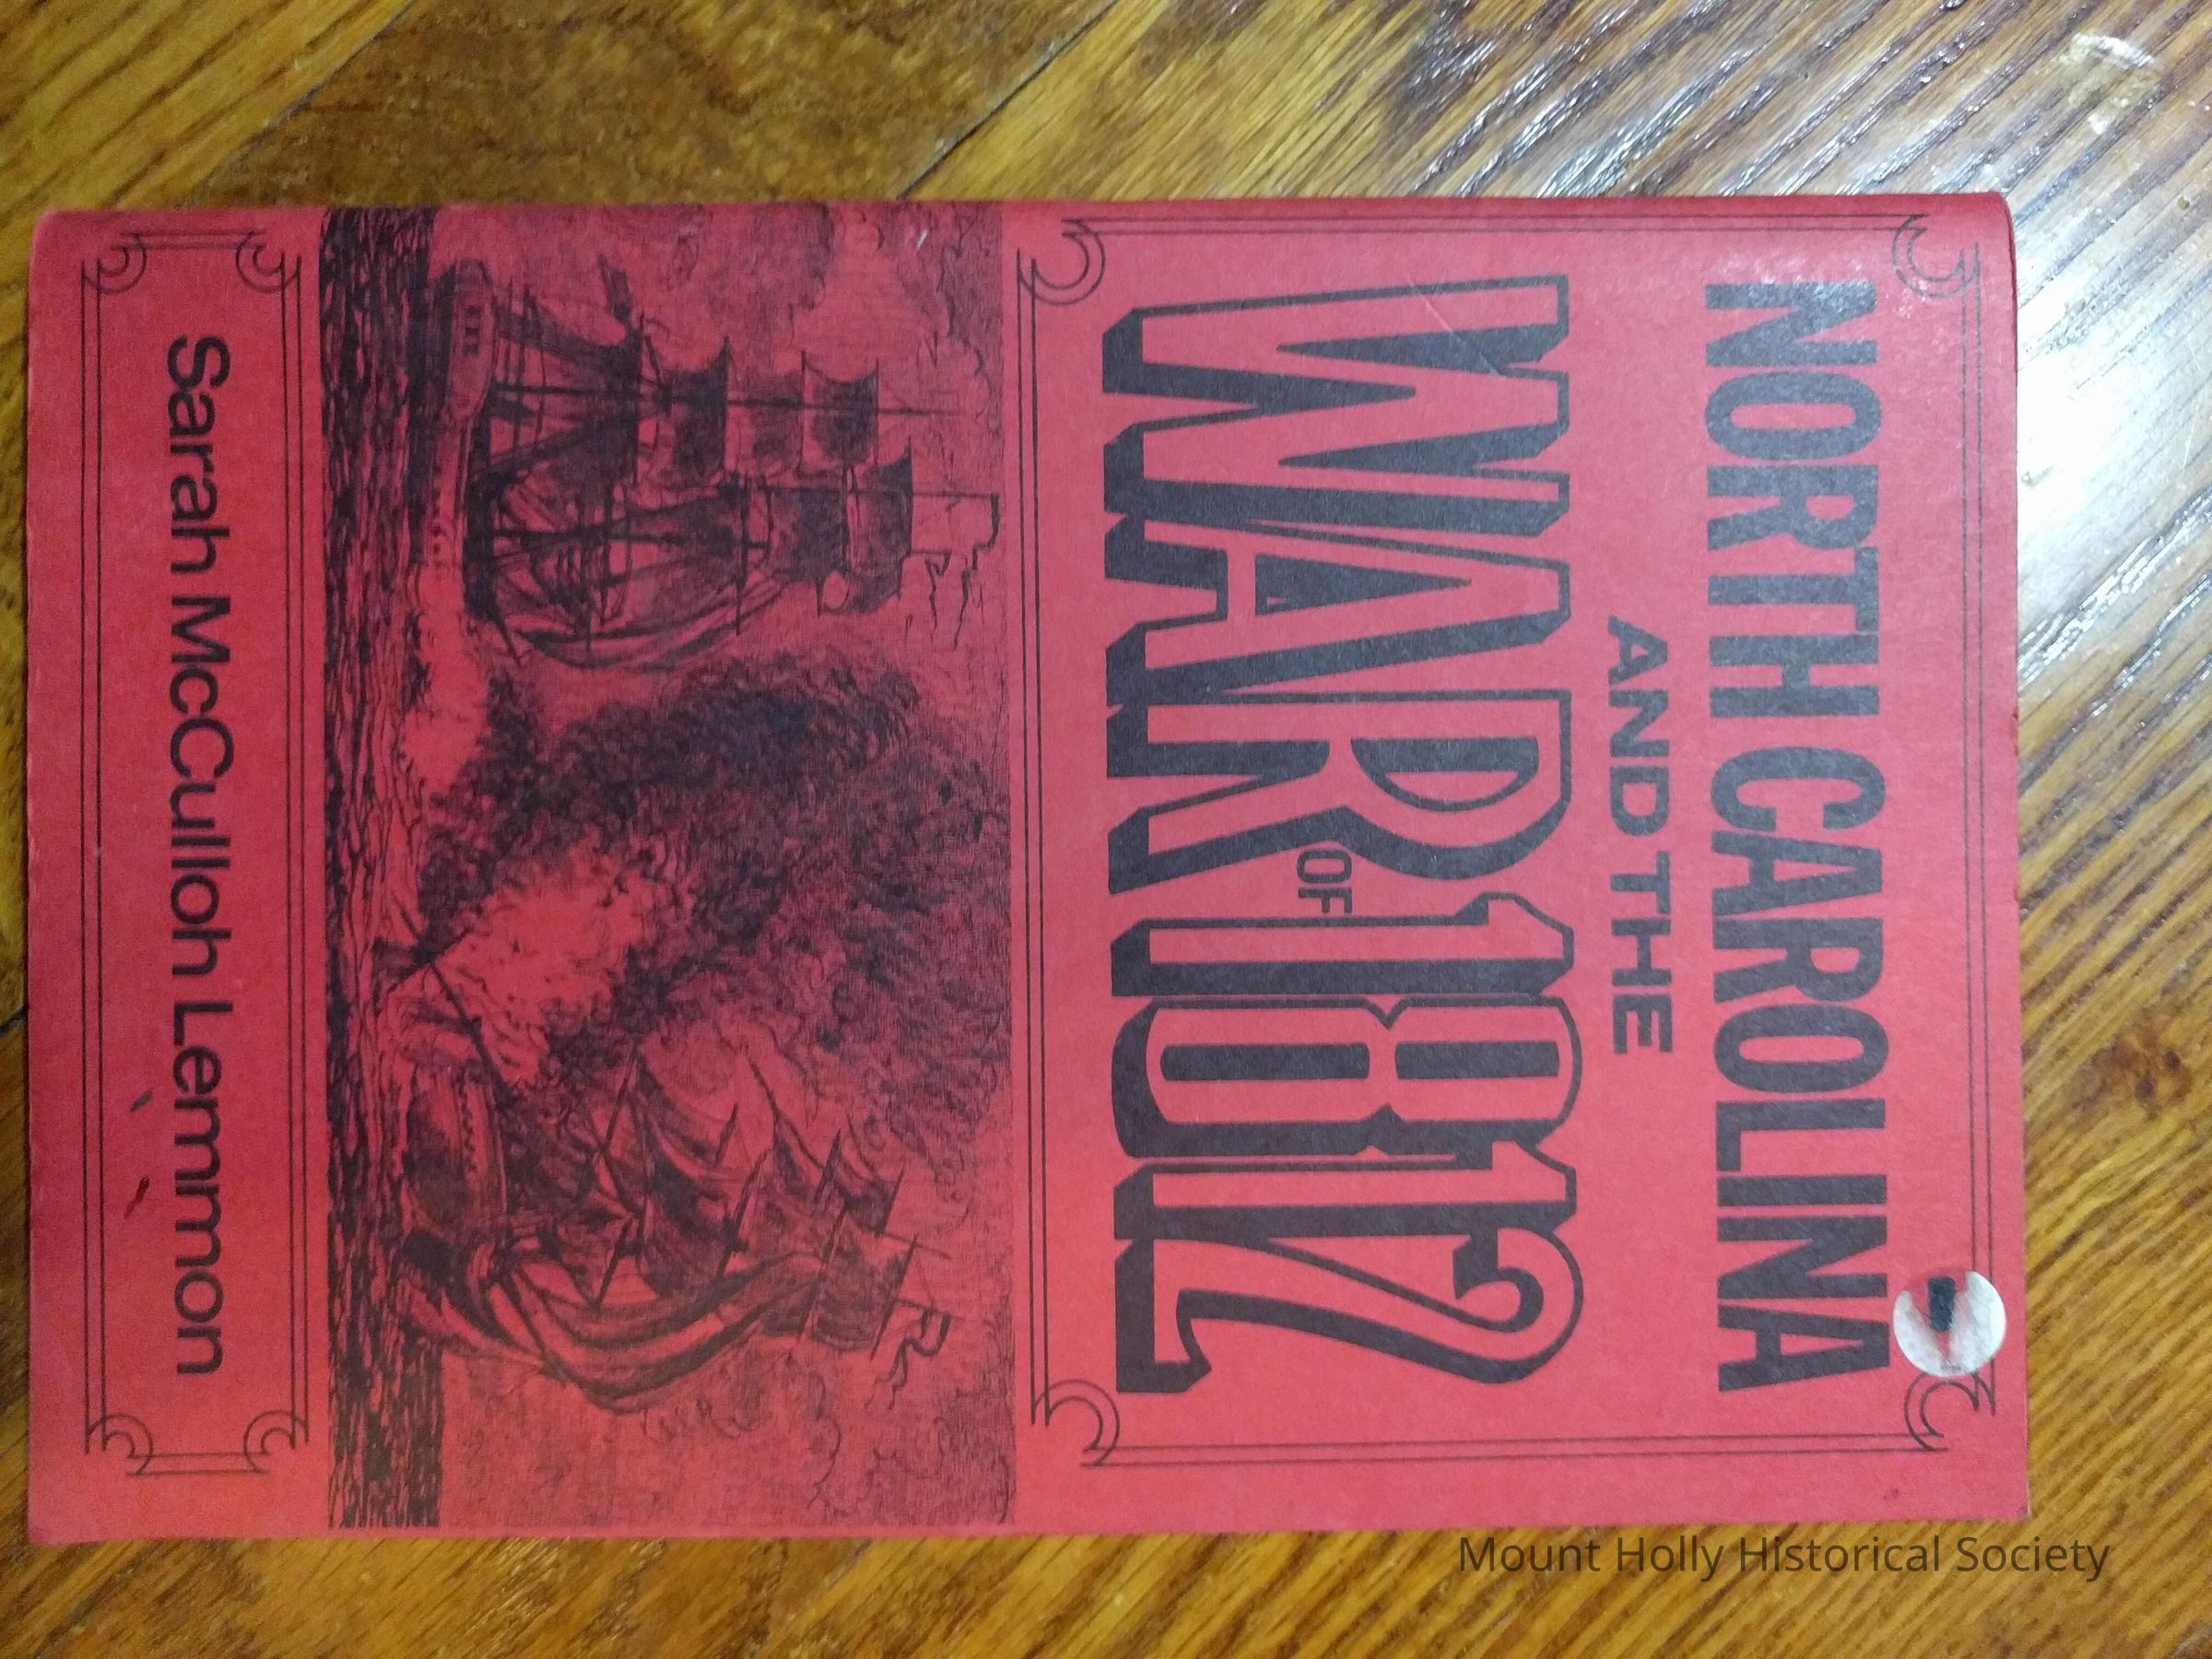 NORTH CAROLINA
AND THE
WAR OF 1812
Sarah McCulloh Lemmon
Mount Holly Historical Society